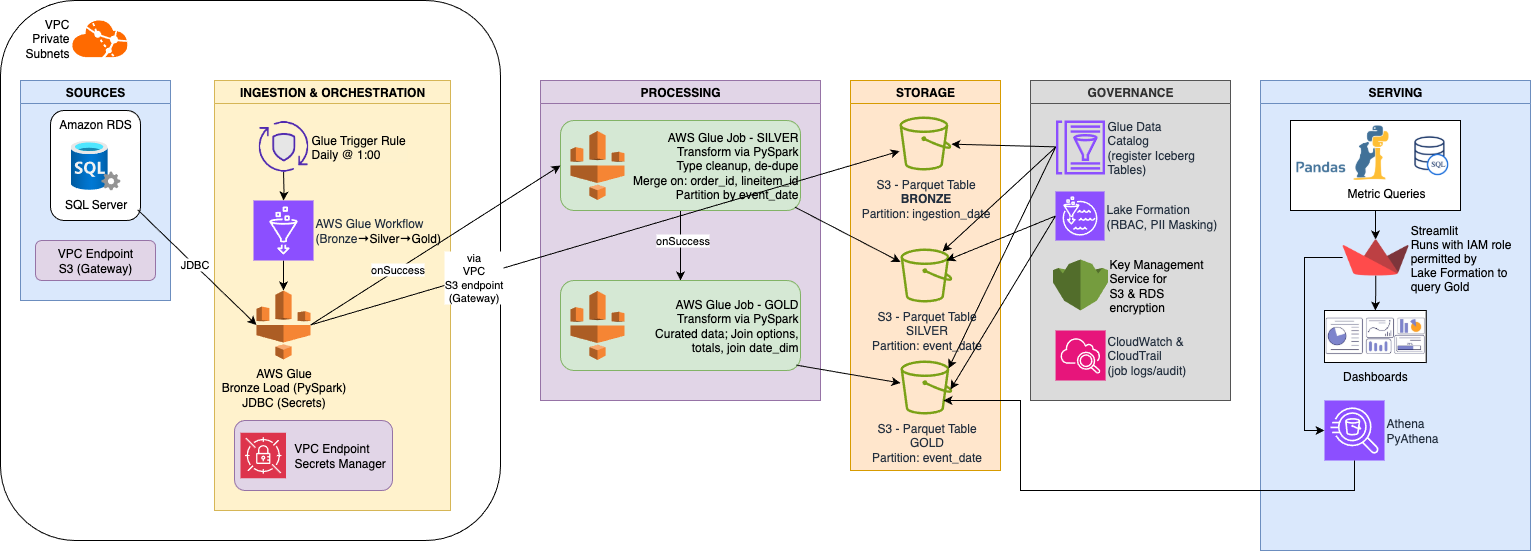 VPC
Private
Subnets
SOURCES
Amazon RDS
SQL
SQL Server
VPC Endpoint
S3 (Gateway)
JDBC
INGESTION & ORCHESTRATION
Glue Trigger Rule
Daily @ 1:00
AWS Glue Workflow
(Bronze→Silver→Gold)
onSuccess
via
VPC
S3 endpoint
(Gateway)
AWS Glue
Bronze Load (PySpark)
JDBC (Secrets)
VPC Endpoint
Secrets Manager
PROCESSING
AWS Glue Job - SILVER
Transform via PySpark
Type cleanup, de-dupe
Merge on: order_id, lineitem_id
Partition by event_date
onSuccess
AWS Glue Job - GOLD
Transform via PySpark
Curated data; Join options,
totals, join date_dim
STORAGE
S3 - Parquet Table
BRONZE
Partition: ingestion_date
S3 - Parquet Table
SILVER
Partition: event_date
S3 - Parquet Table
GOLD
Partition: event_date
GOVERNANCE
Glue Data
Catalog
(register Iceberg
Tables)
Lake Formation
(RBAC, PII Masking)
Key Management
Service for
S3 & RDS
encryption
CloudWatch &
CloudTrail
(job logs/audit)
SERVING
Pandas
SQL
Metric Queries
Streamlit
Runs with IAM role
permitted by
Lake Formation to
query Gold
Dashboards
Athena
PyAthena